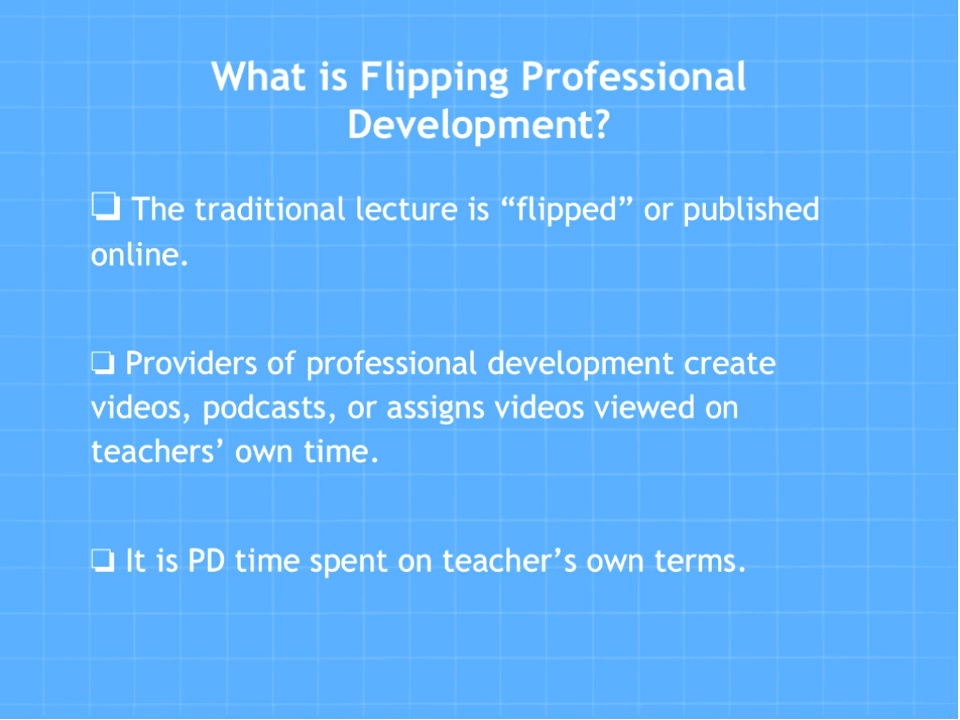 What is Flipping Professional
Development?
❏ The traditional lecture is “flipped” or published
online.
❏ Providers of professional development create
videos, podcasts, or assigns videos viewed on
teachers’ own time.
❏ It is PD time spent on teacher’s own terms.